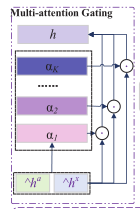 Multi-attention Gating
h
α_K
......
α_2
α_1
^h^a ^h^x